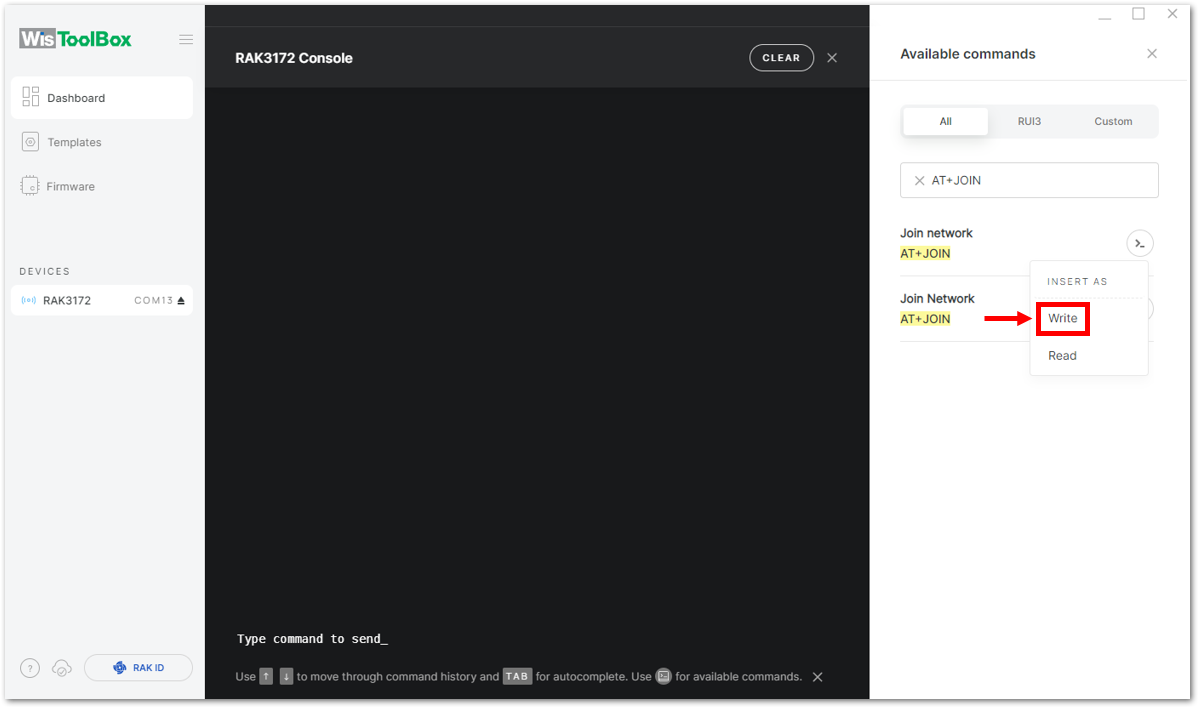 WisToolBox
Dashboard
Templates
Firmware
DEVICES
RAK3172 COM13
? RAK ID
RAK3172 Console CLEAR
Type command to send_
Use ↑ ↓ to move through command history and TAB for autocomplete. Use for available commands.
Available commands
All RUI3 Custom
AT+JOIN
Join network
AT+JOIN
INSERT AS
Join Network
AT+JOIN
Write
Read